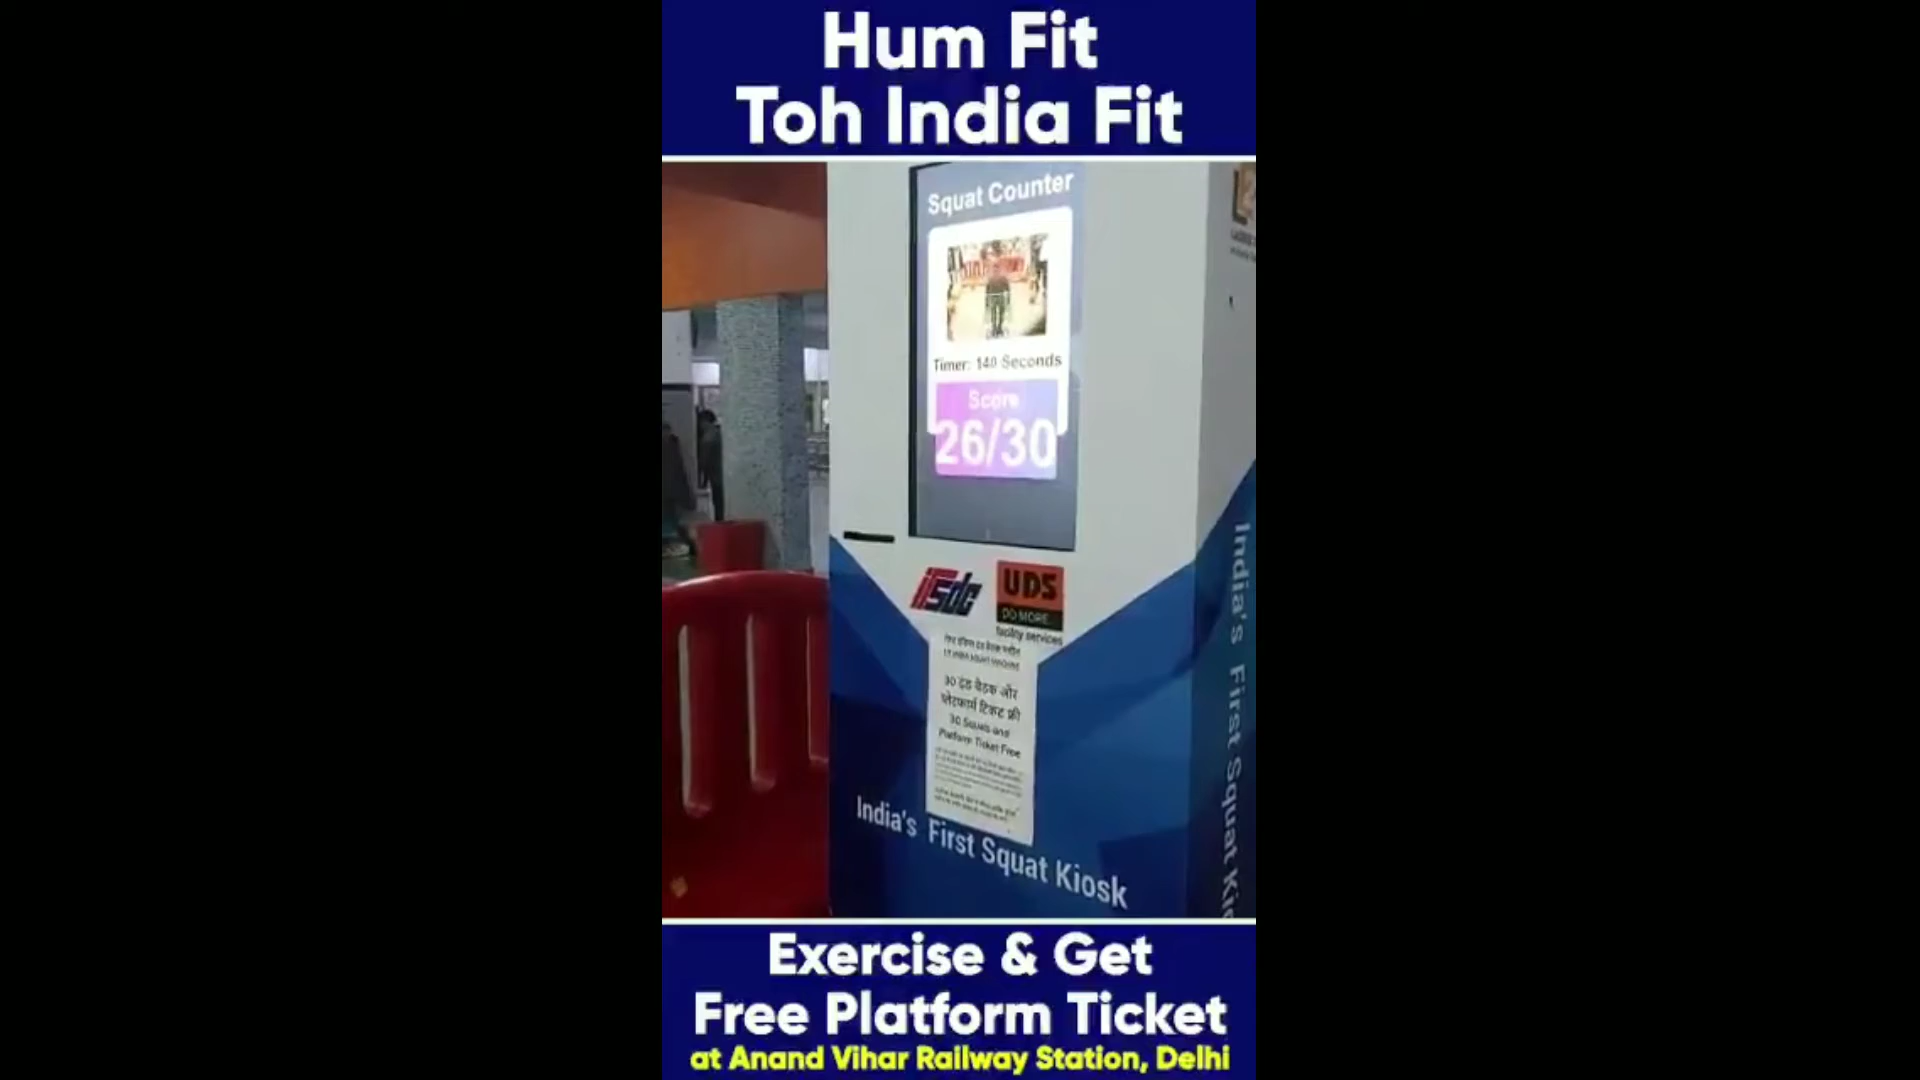 Hum Fit
Toh India Fit
Squat Counter
Timer: 140 Seconds
Score
26/30
irsdc
UDS
DO MORE
facility services
30 दंड बैठक और
प्लेटफार्म टिकट फ्री
30 Squats and
Platform Ticket Free
India's First Squat Kiosk
India's First Squat Kio
Exercise & Get
Free Platform Ticket
at Anand Vihar Railway Station, Delhi